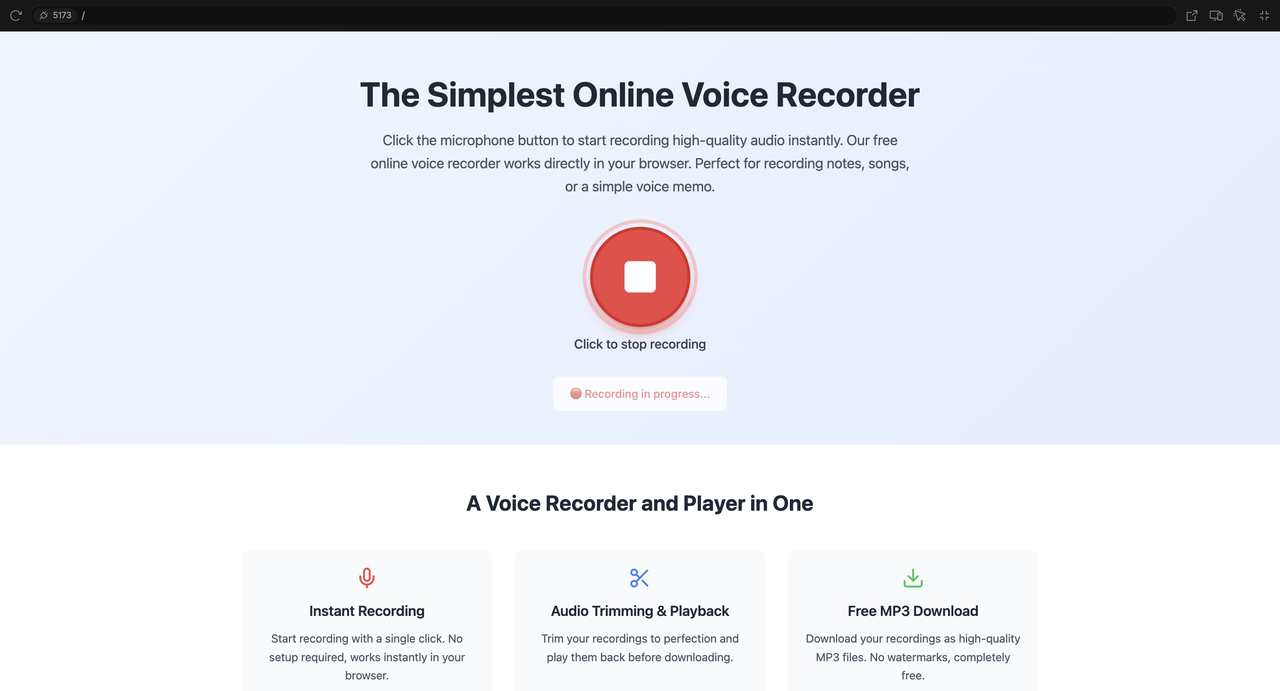 5173 /
The Simplest Online Voice Recorder
Click the microphone button to start recording high-quality audio instantly. Our free
online voice recorder works directly in your browser. Perfect for recording notes, songs,
or a simple voice memo.
Click to stop recording
Recording in progress...
A Voice Recorder and Player in One
Instant Recording
Start recording with a single click. No
setup required, works instantly in your
browser.
Audio Trimming & Playback
Trim your recordings to perfection and
play them back before downloading.
Free MP3 Download
Download your recordings as high-quality
MP3 files. No watermarks, completely
free.